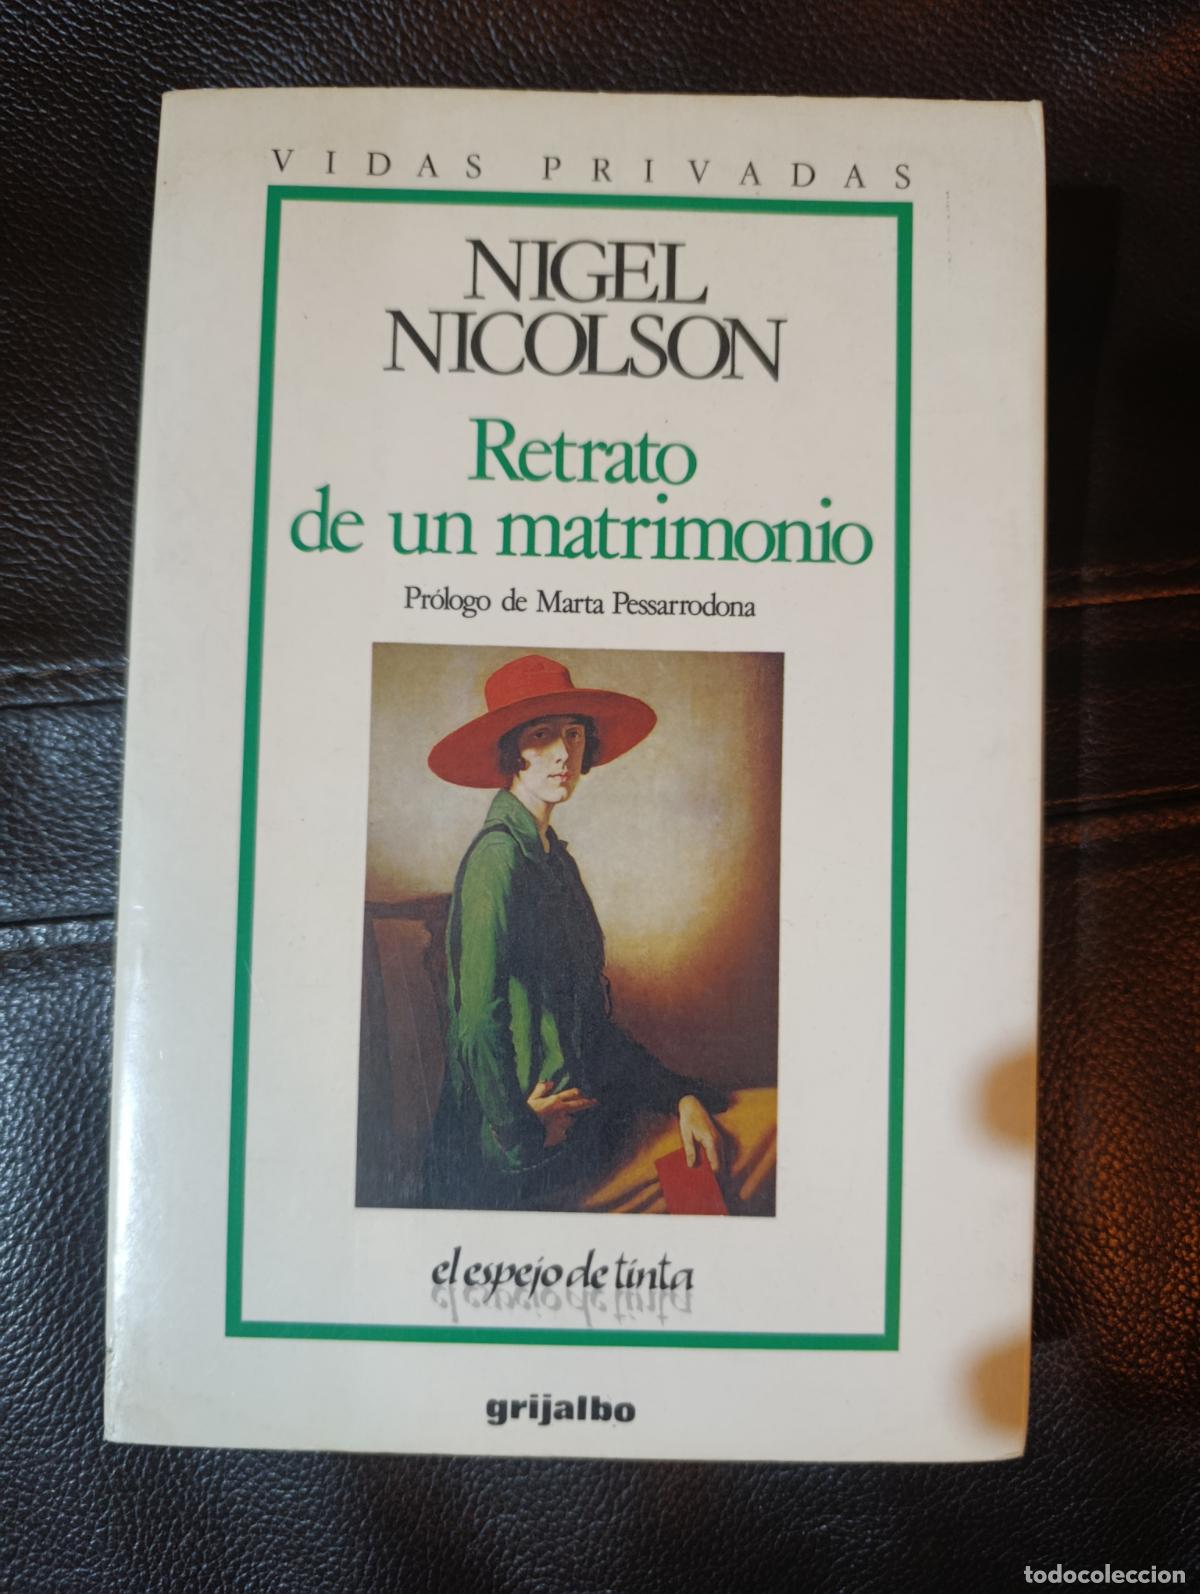 VIDAS PRIVADAS
NIGEL
NICOLSON
Retrato
de un matrimonio
Prólogo de Marta Pessarrodona
el espejo de tinta
grijalbo
todocoleccion